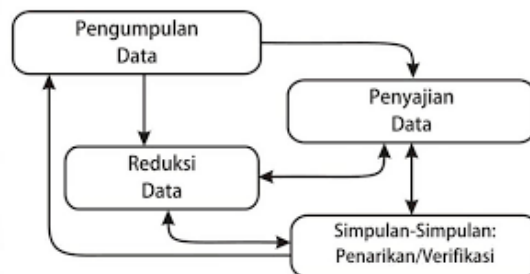 Pengumpulan
Data
Penyajian
Data
Reduksi
Data
Simpulan-Simpulan:
Penarikan/Verifikasi